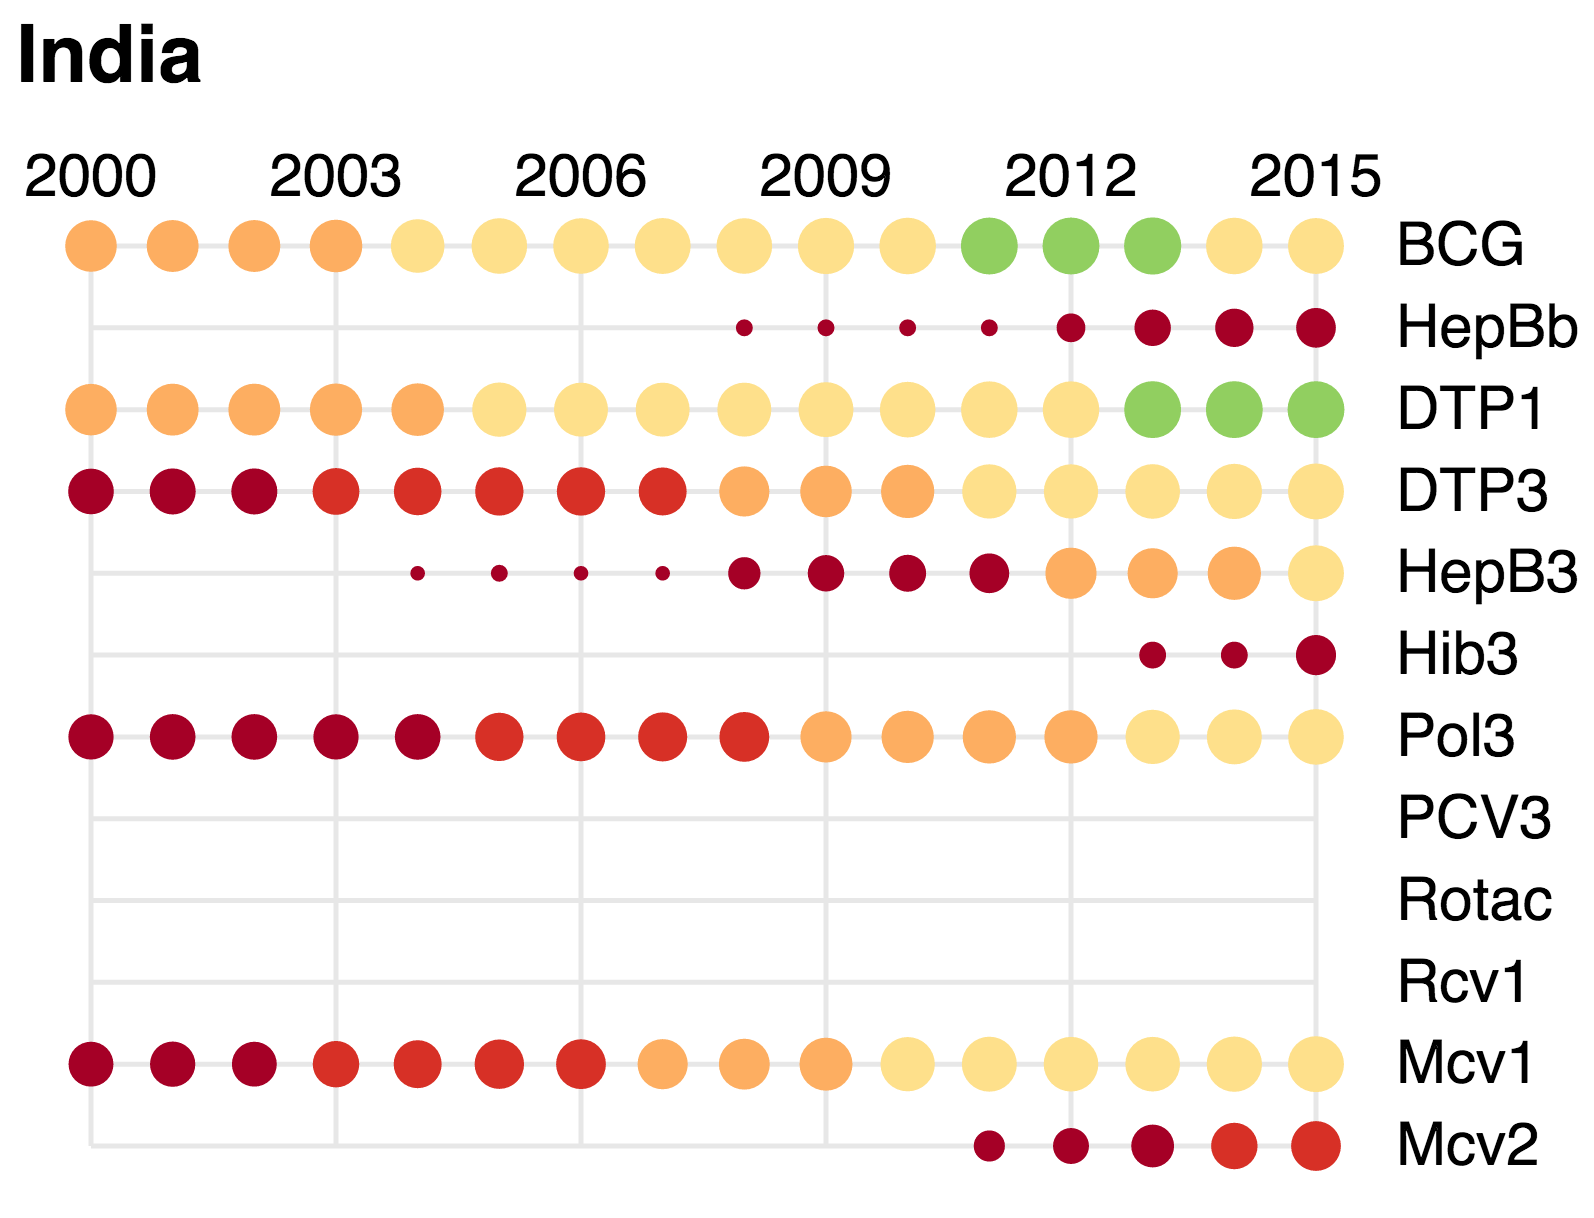 India
2000 2003 2006 2009 2012 2015
BCG
HepBb
DTP1
DTP3
HepB3
Hib3
Pol3
PCV3
Rotac
Rcv1
Mcv1
Mcv2